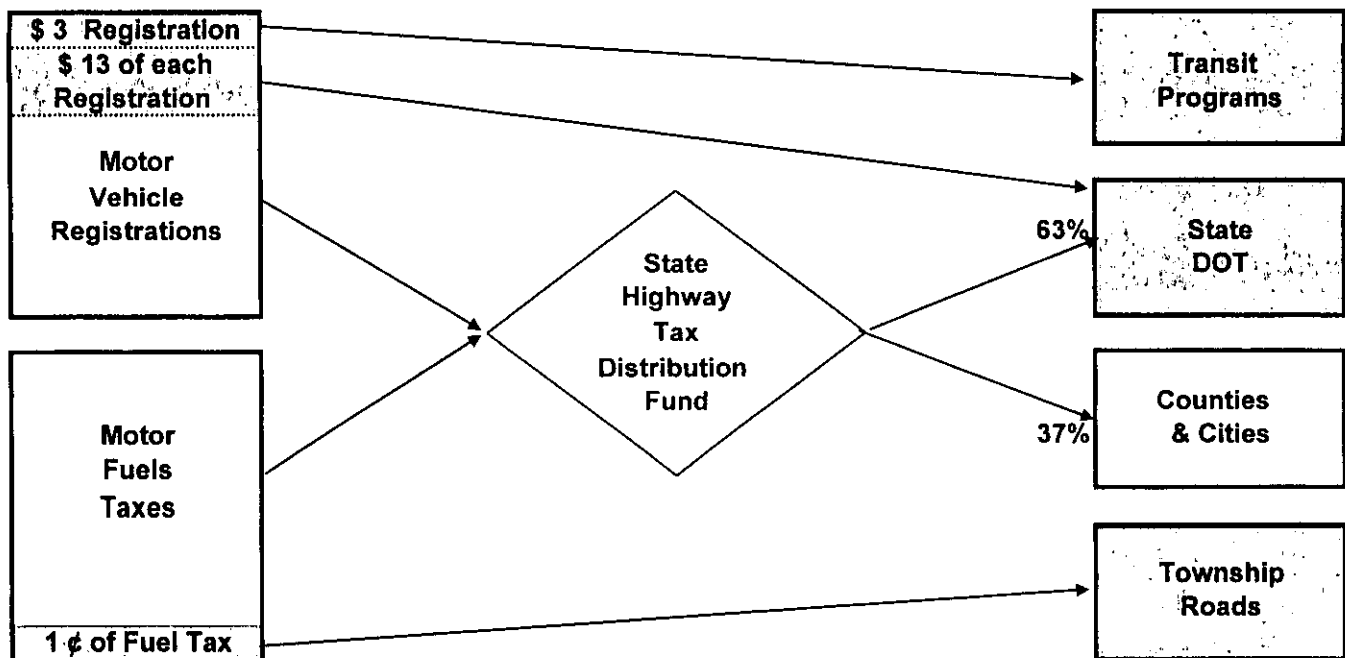 $ 3 Registration
$ 13 of each
Registration
Motor
Vehicle
Registrations
Motor
Fuels
Taxes
1 ¢ of Fuel Tax
State
Highway
Tax
Distribution
Fund
63%
37%
Transit
Programs
State
DOT
Counties
& Cities
Township
Roads